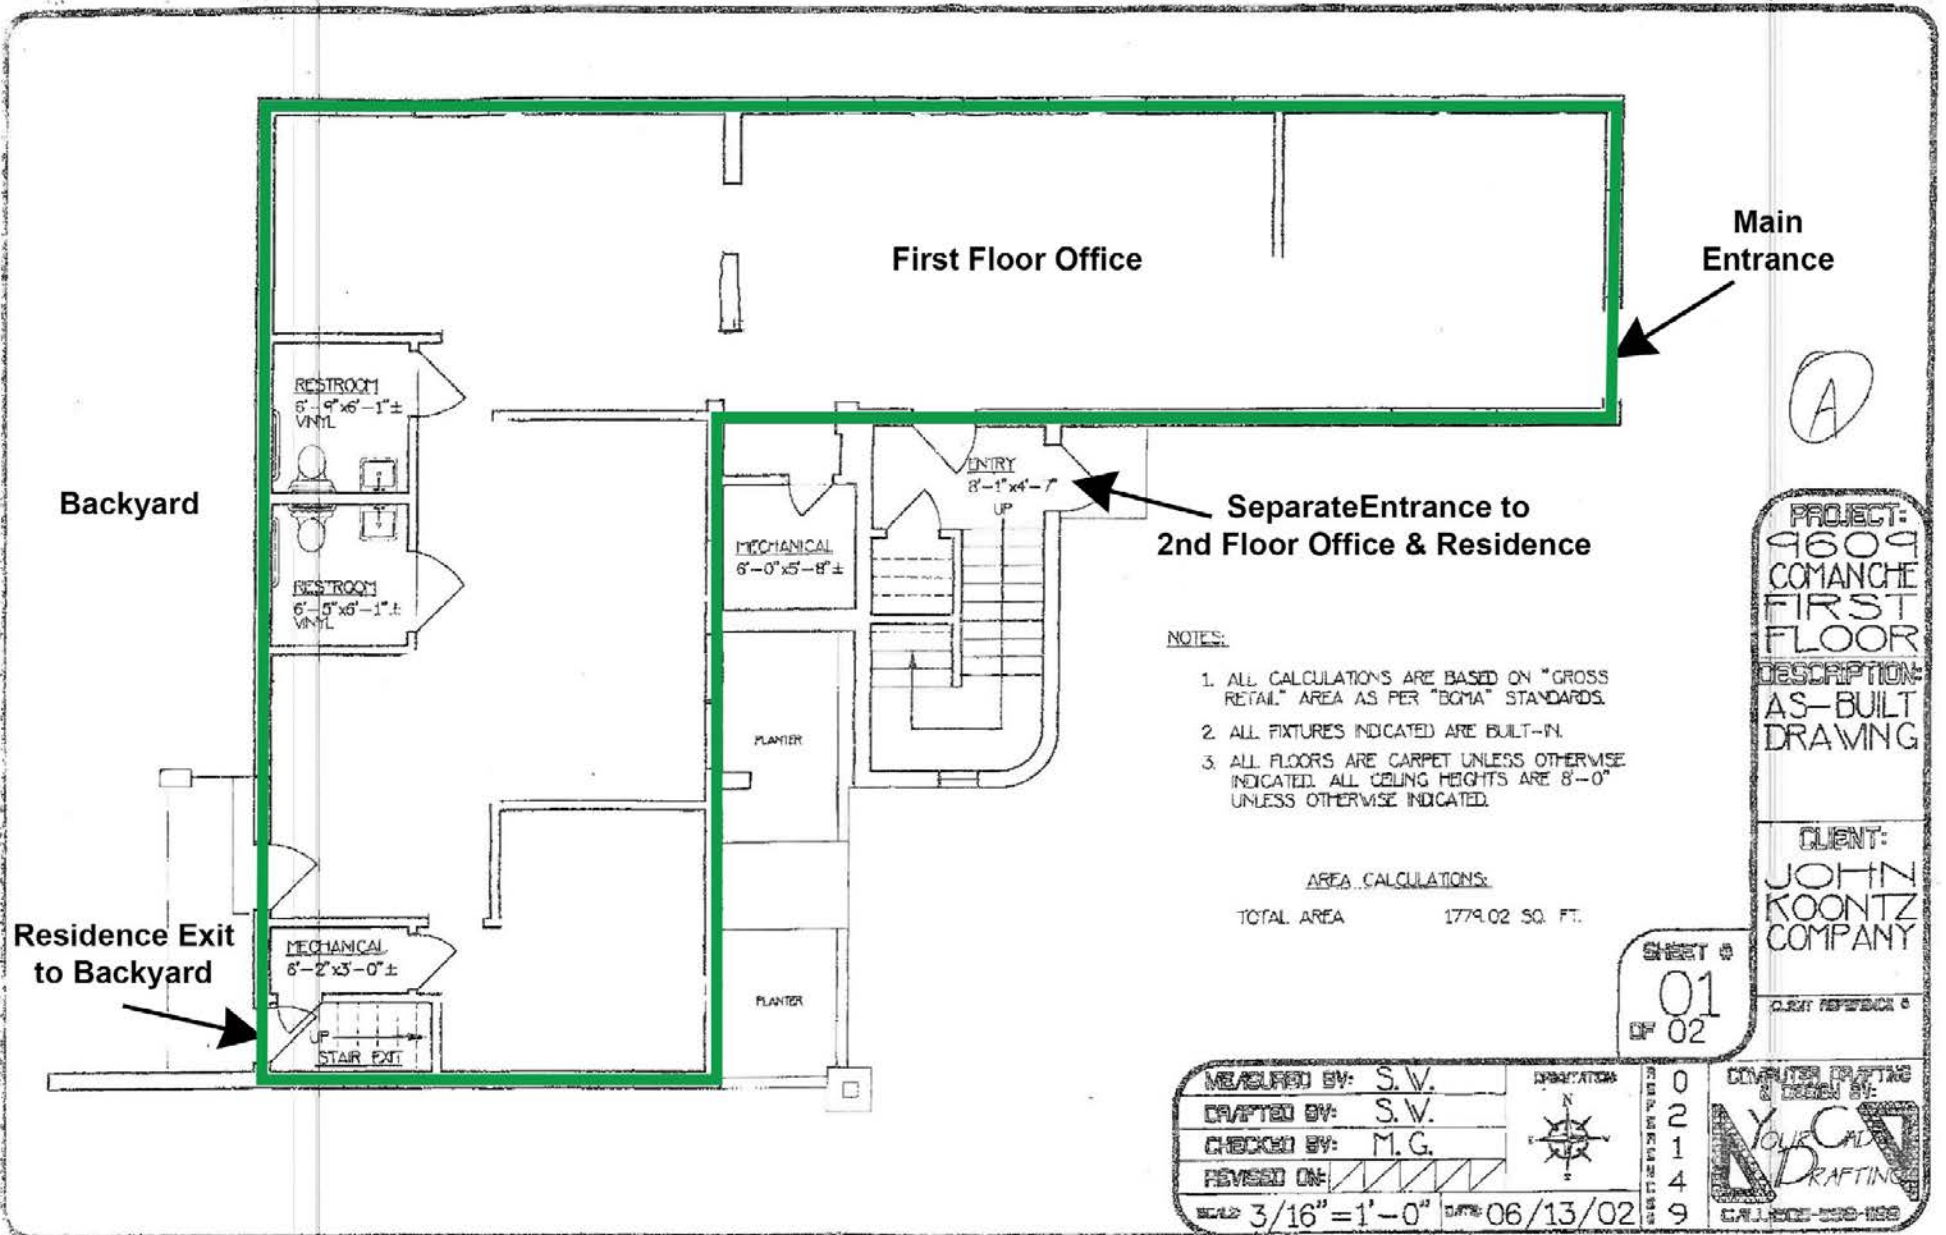 First Floor Office
Main
Entrance
A
RESTROOM
6'-9"x6'-1"±
VINYL
Backyard
RESTROOM
6'-5"x6'-1"±
VINYL
ENTRY
8'-1"x4'-7"
UP
SeparateEntrance to
2nd Floor Office & Residence
MECHANICAL
6'-0"x5'-8"±
PLANTER
NOTES:
1. ALL CALCULATIONS ARE BASED ON "GROSS
RETAIL" AREA AS PER "BOMA" STANDARDS.
2. ALL FIXTURES INDICATED ARE BUILT-IN.
3. ALL FLOORS ARE CARPET UNLESS OTHERWISE
INDICATED. ALL CEILING HEIGHTS ARE 8'-0"
UNLESS OTHERWISE INDICATED.
AREA CALCULATIONS:
TOTAL AREA 1779.02 SQ. FT.
Residence Exit
to Backyard
MECHANICAL
6'-2"x3'-0"±
UP
STAIR EXIT
PLANTER
PROJECT:
9609
COMANCHE
FIRST
FLOOR
DESCRIPTION:
AS-BUILT
DRAWING
CLIENT:
JOHN
KOONTZ
COMPANY
CLIENT REFERENCE #
SHEET #
01
OF 02
MEASURED BY: S.W.
DRAFTED BY: S.W.
CHECKED BY: M.G.
REVISED ON:
SCALE 3/16"=1'-0" DATE 06/13/02
ORIENTATION
N
0
2
1
4
9
COMPUTER DRAFTING
& DESIGN BY:
YOUR CAD
DRAFTING